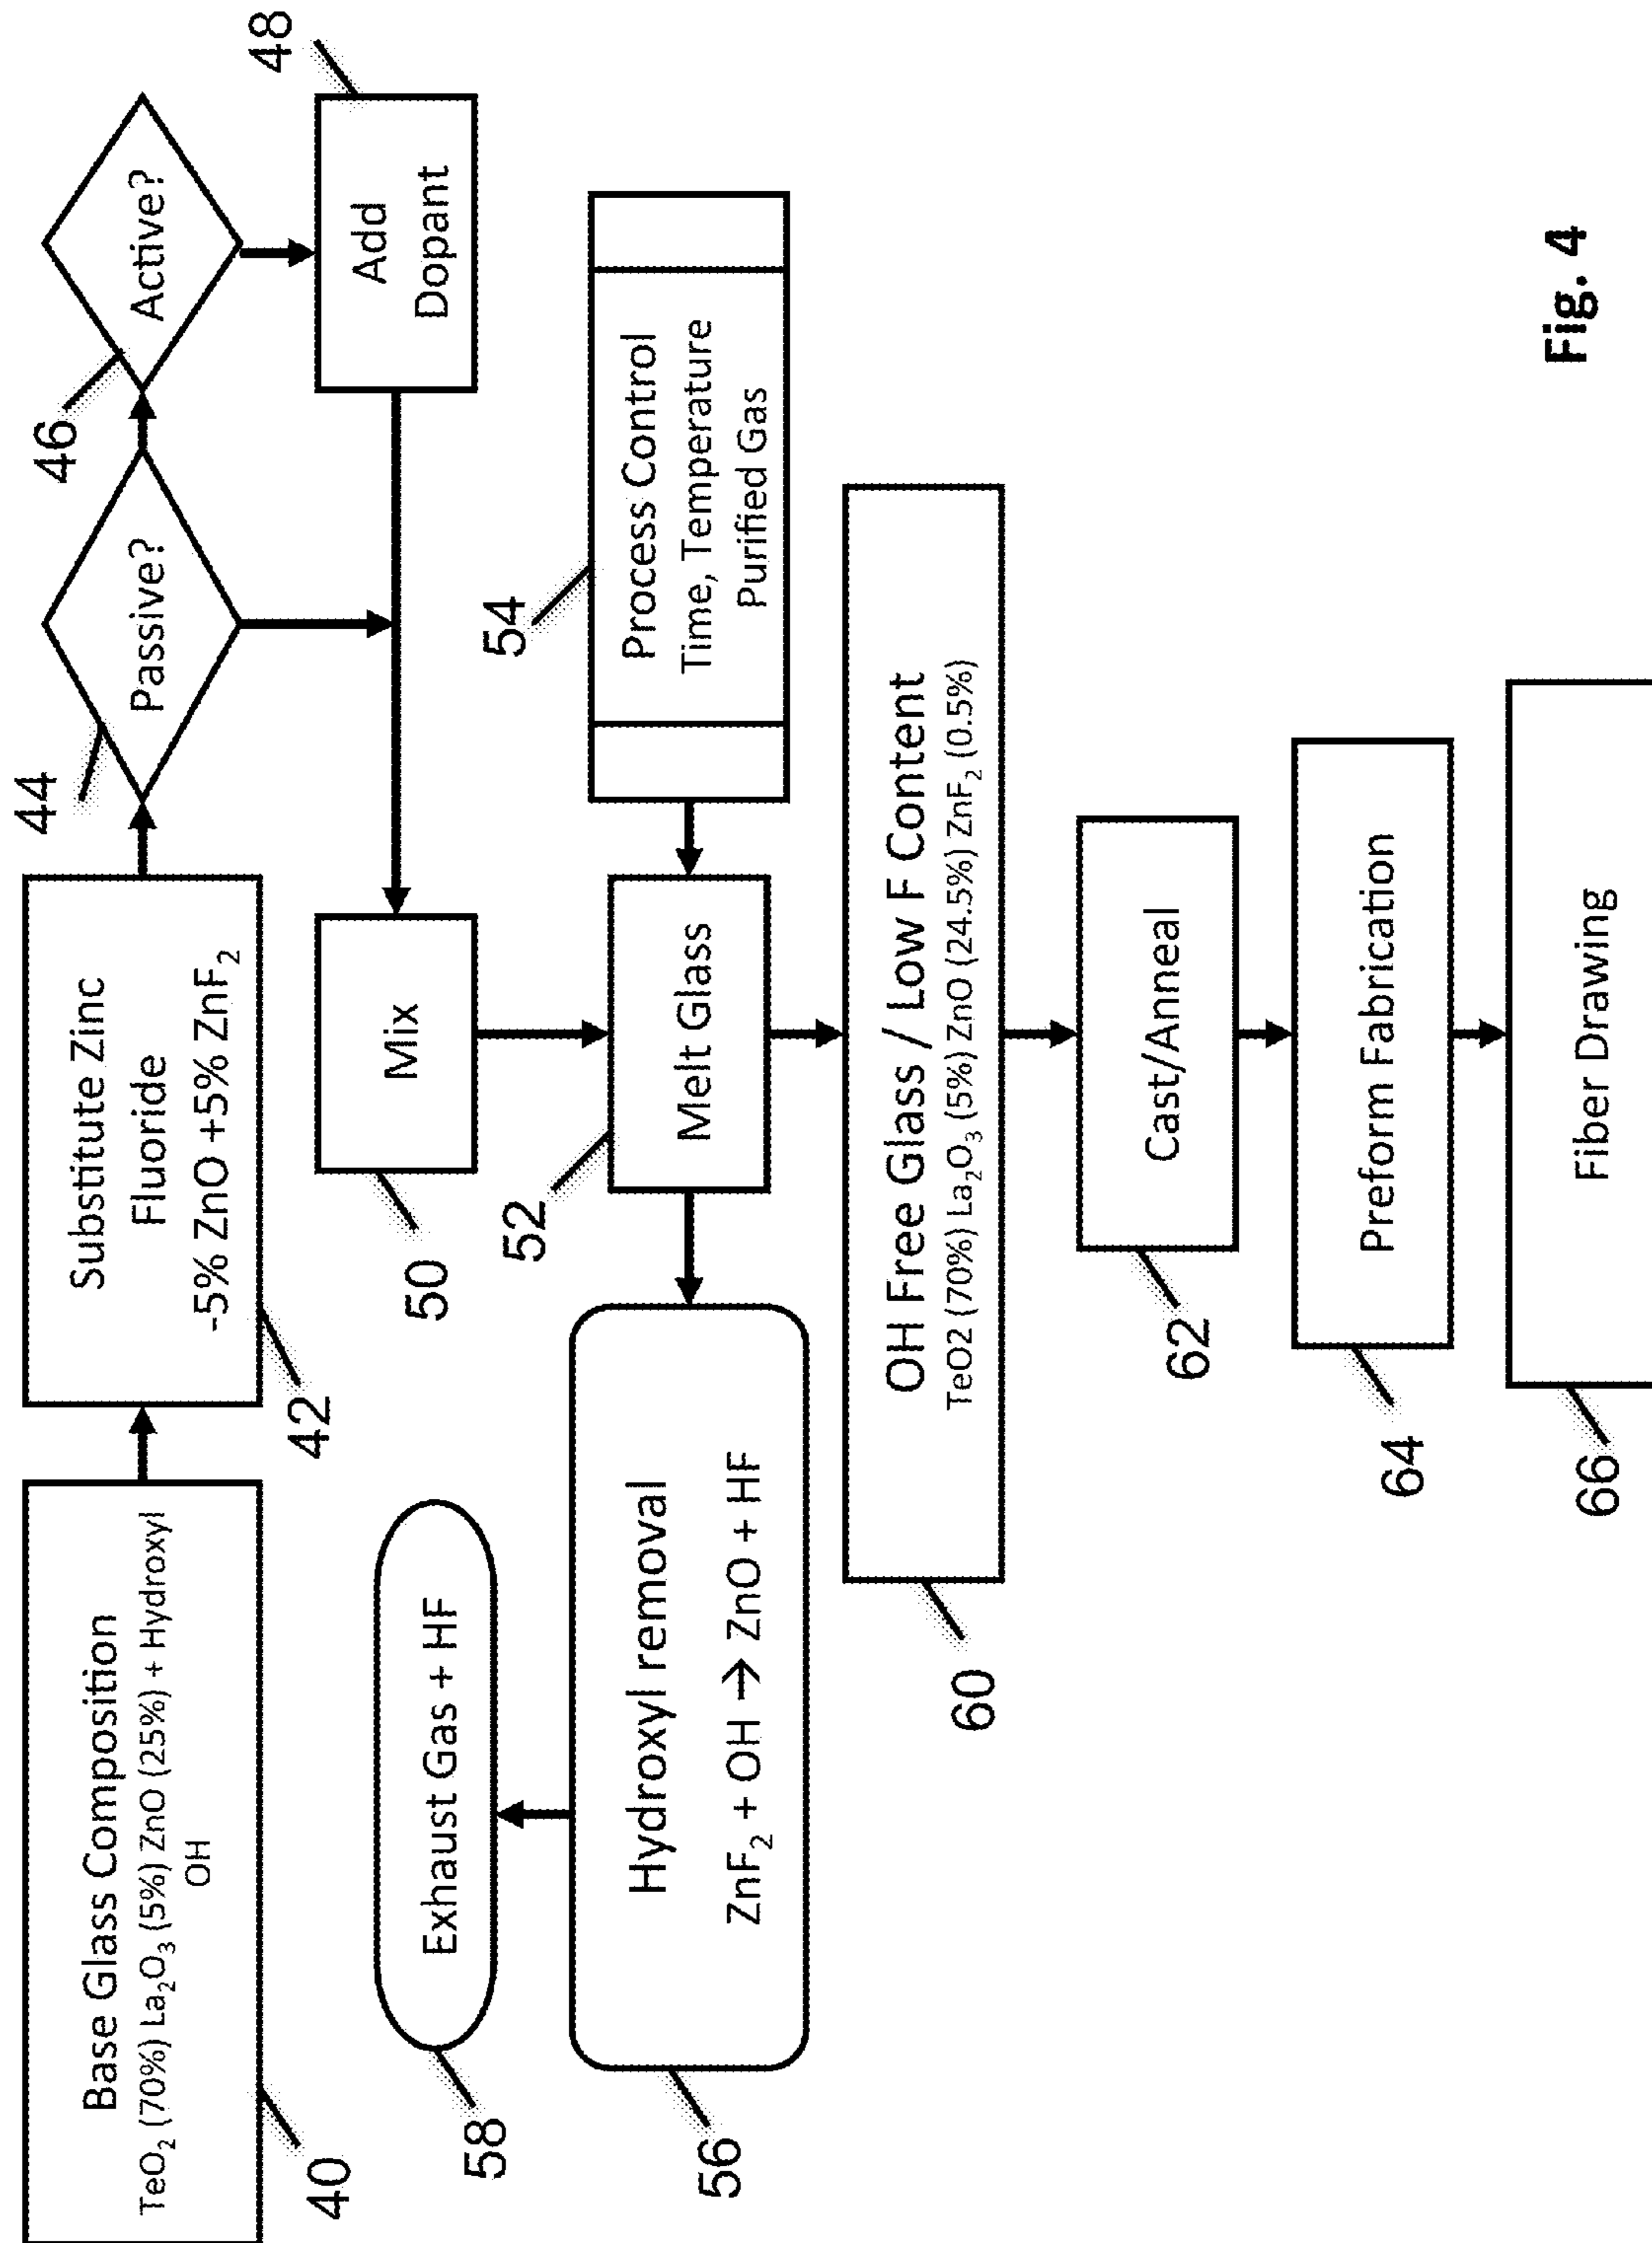 Base Glass Composition
TeO₂ (70%) La₂O₃ (5%) ZnO (25%) + Hydroxyl
OH
40
Substitute Zinc
Fluoride
-5% ZnO +5% ZnF₂
42
Passive?
44
Active?
46
Add
Dopant
48
Mix
50
Exhaust Gas + HF
58
Hydroxyl removal
ZnF₂ + OH → ZnO + HF
56
Melt Glass
52
Process Control
Time, Temperature
Purified Gas
54
OH Free Glass / Low F Content
TeO2 (70%) La₂O₃ (5%) ZnO (24.5%) ZnF₂ (0.5%)
60
Cast/Anneal
62
Preform Fabrication
64
Fiber Drawing
66
Fig. 4